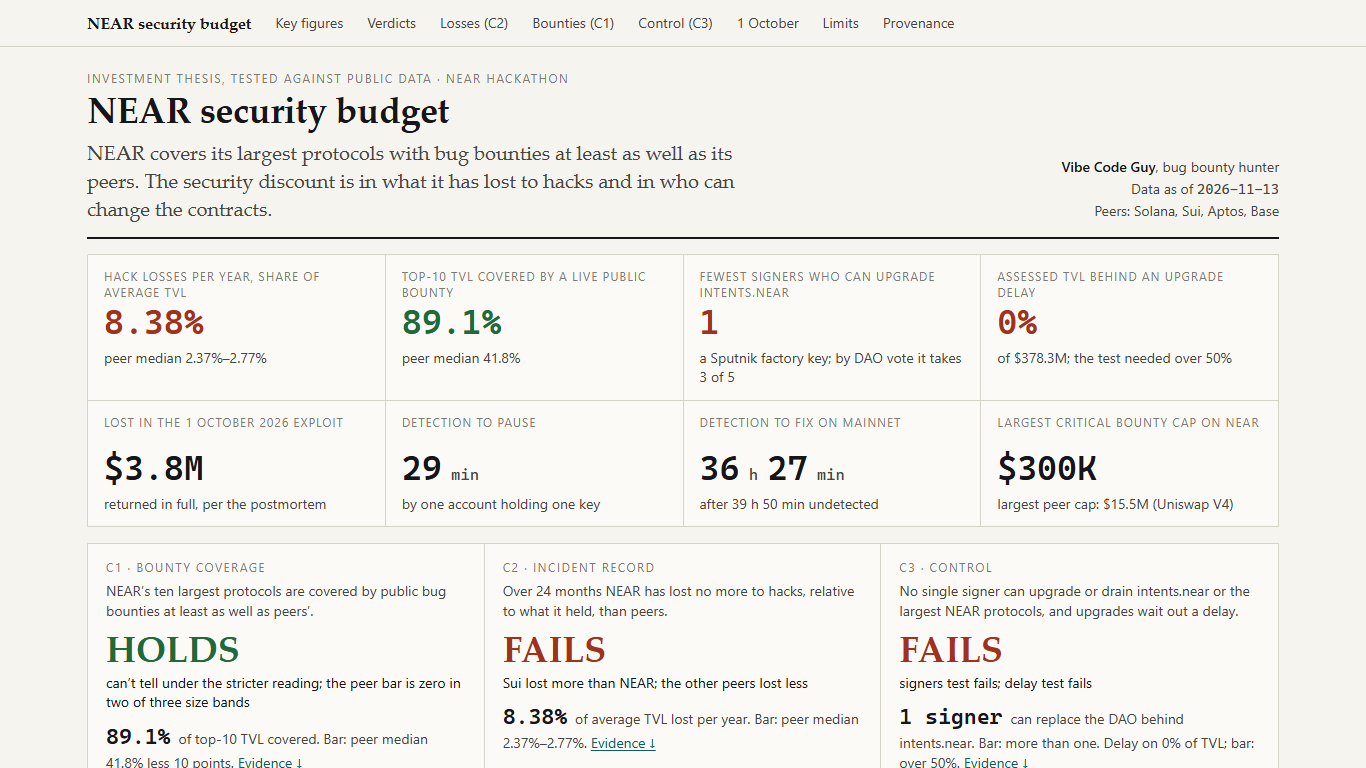 NEAR security budget Key figures Verdicts Losses (C2) Bounties (C1) Control (C3) 1 October Limits Provenance
INVESTMENT THESIS, TESTED AGAINST PUBLIC DATA · NEAR HACKATHON
NEAR security budget
NEAR covers its largest protocols with bug bounties at least as well as its
peers. The security discount is in what it has lost to hacks and in who can
change the contracts.
Vibe Code Guy, bug bounty hunter
Data as of 2026-11-13
Peers: Solana, Sui, Aptos, Base
HACK LOSSES PER YEAR, SHARE OF
AVERAGE TVL
8.38%
peer median 2.37%–2.77%
TOP-10 TVL COVERED BY A LIVE PUBLIC
BOUNTY
89.1%
peer median 41.8%
FEWEST SIGNERS WHO CAN UPGRADE
INTENTS.NEAR
1
a Sputnik factory key; by DAO vote it takes
3 of 5
ASSESSED TVL BEHIND AN UPGRADE
DELAY
0%
of $378.3M; the test needed over 50%
LOST IN THE 1 OCTOBER 2026 EXPLOIT
$3.8M
returned in full, per the postmortem
DETECTION TO PAUSE
29 min
by one account holding one key
DETECTION TO FIX ON MAINNET
36 h 27 min
after 39 h 50 min undetected
LARGEST CRITICAL BOUNTY CAP ON NEAR
$300K
largest peer cap: $15.5M (Uniswap V4)
C1 · BOUNTY COVERAGE
NEAR's ten largest protocols are covered by public bug
bounties at least as well as peers'.
HOLDS
can't tell under the stricter reading; the peer bar is zero in
two of three size bands
89.1% of top-10 TVL covered. Bar: peer median
41.8% less 10 points. Evidence ↓
C2 · INCIDENT RECORD
Over 24 months NEAR has lost no more to hacks, relative
to what it held, than peers.
FAILS
Sui lost more than NEAR; the other peers lost less
8.38% of average TVL lost per year. Bar: peer median
2.37%–2.77%. Evidence ↓
C3 · CONTROL
No single signer can upgrade or drain intents.near or the
largest NEAR protocols, and upgrades wait out a delay.
FAILS
signers test fails; delay test fails
1 signer can replace the DAO behind
intents.near. Bar: more than one. Delay on 0% of TVL; bar:
over 50%. Evidence ↓